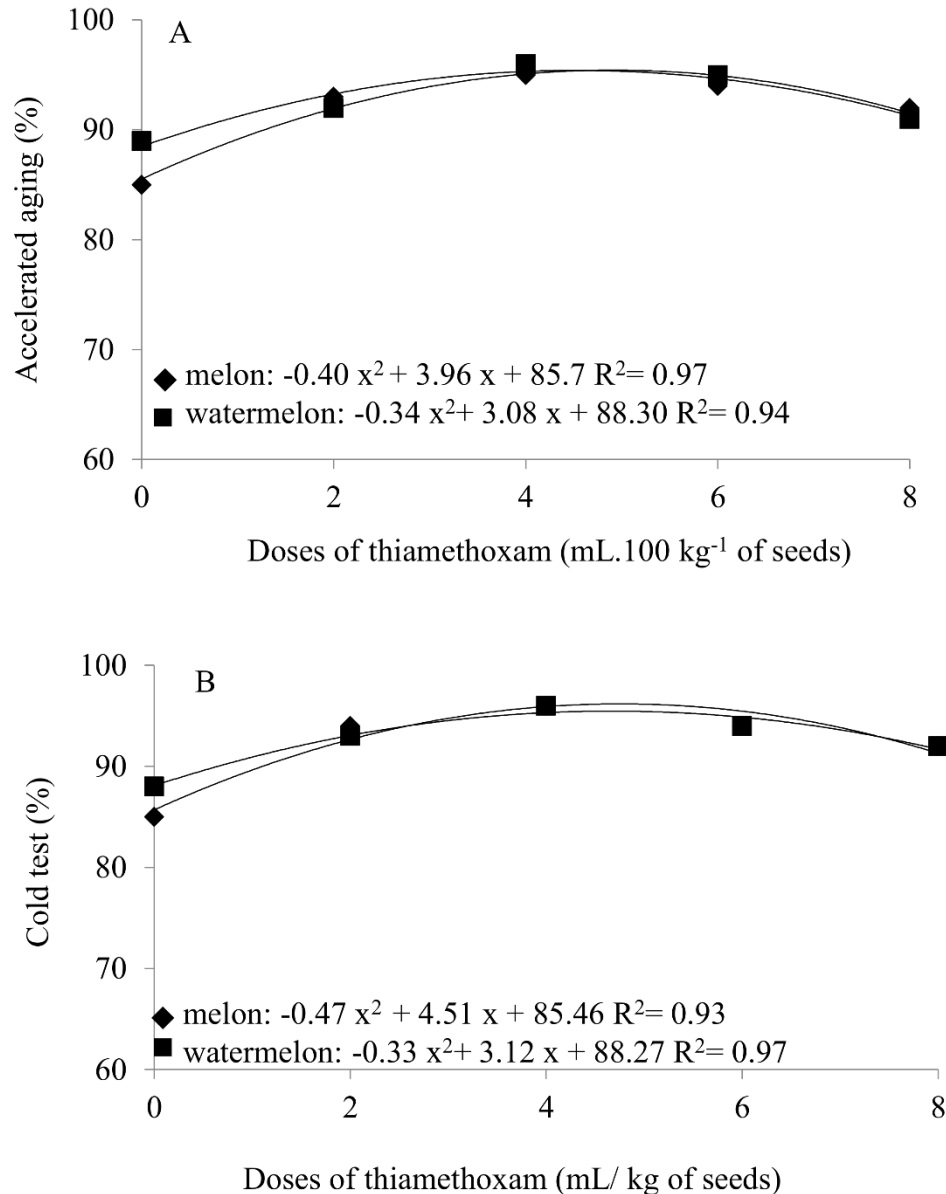 A
100
90
80
70
60
Accelerated aging (%)
melon: -0.40 x² + 3.96 x + 85.7 R²= 0.97
watermelon: -0.34 x²+ 3.08 x + 88.30 R²= 0.94
0 2 4 6 8
Doses of thiamethoxam (mL.100 kg⁻¹ of seeds)
B
100
90
80
70
60
Cold test (%)
melon: -0.47 x² + 4.51 x + 85.46 R²= 0.93
watermelon: -0.33 x²+ 3.12 x + 88.27 R²= 0.97
0 2 4 6 8
Doses of thiamethoxam (mL/ kg of seeds)